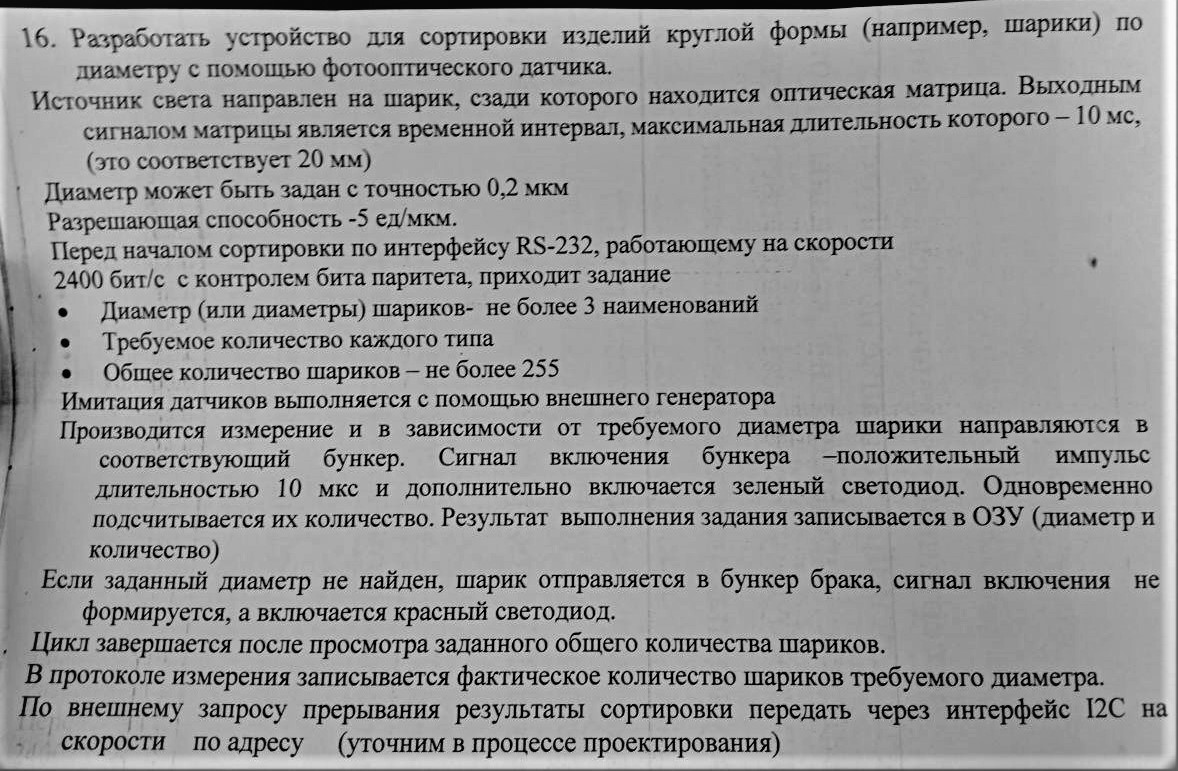 16. Разработать устройство для сортировки изделий круглой формы (например, шарики) по
диаметру с помощью фотооптического датчика.
Источник света направлен на шарик, сзади которого находится оптическая матрица. Выходным
сигналом матрицы является временной интервал, максимальная длительность которого – 10 мс,
(это соответствует 20 мм)
Диаметр может быть задан с точностью 0,2 мкм
Разрешающая способность -5 ед/мкм.
Перед началом сортировки по интерфейсу RS-232, работающему на скорости
2400 бит/с с контролем бита паритета, приходит задание
• Диаметр (или диаметры) шариков- не более 3 наименований
• Требуемое количество каждого типа
• Общее количество шариков – не более 255
Имитация датчиков выполняется с помощью внешнего генератора
Производится измерение и в зависимости от требуемого диаметра шарики направляются в
соответствующий бункер. Сигнал включения бункера –положительный импульс
длительностью 10 мкс и дополнительно включается зеленый светодиод. Одновременно
подсчитывается их количество. Результат выполнения задания записывается в ОЗУ (диаметр и
количество)
Если заданный диаметр не найден, шарик отправляется в бункер брака, сигнал включения не
формируется, а включается красный светодиод.
Цикл завершается после просмотра заданного общего количества шариков.
В протоколе измерения записывается фактическое количество шариков требуемого диаметра.
По внешнему запросу прерывания результаты сортировки передать через интерфейс I2C на
скорости по адресу (уточним в процессе проектирования)